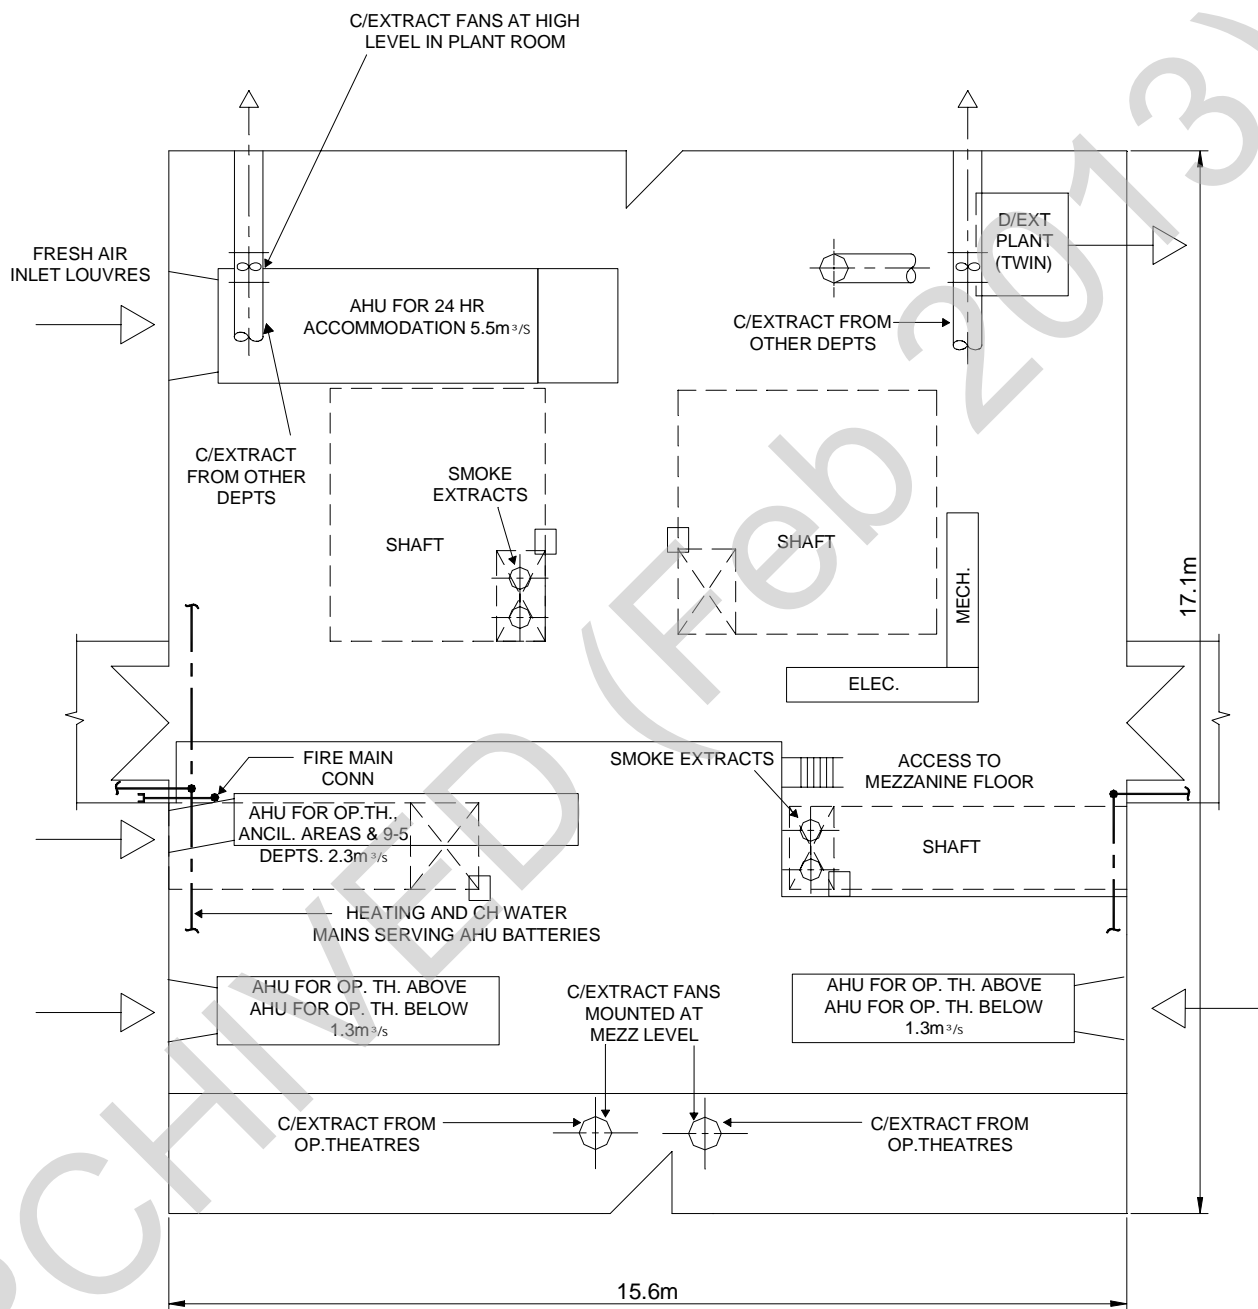 C/EXTRACT FANS AT HIGH
LEVEL IN PLANT ROOM
FRESH AIR
INLET LOUVRES
AHU FOR 24 HR
ACCOMMODATION 5.5m³/S
D/EXT
PLANT
(TWIN)
C/EXTRACT FROM
OTHER DEPTS
C/EXTRACT
FROM OTHER
DEPTS
SMOKE
EXTRACTS
SHAFT
SHAFT
MECH.
ELEC.
17.1m
FIRE MAIN
CONN
SMOKE EXTRACTS
ACCESS TO
MEZZANINE FLOOR
AHU FOR OP.TH.,
ANCIL. AREAS & 9-5
DEPTS. 2.3m³/s
SHAFT
HEATING AND CH WATER
MAINS SERVING AHU BATTERIES
AHU FOR OP. TH. ABOVE
AHU FOR OP. TH. BELOW
1.3m³/S
C/EXTRACT FANS
MOUNTED AT
MEZZ LEVEL
AHU FOR OP. TH. ABOVE
AHU FOR OP. TH. BELOW
1.3m³/S
C/EXTRACT FROM
OP.THEATRES
C/EXTRACT FROM
OP.THEATRES
15.6m
RCHIVED (Feb 2013)